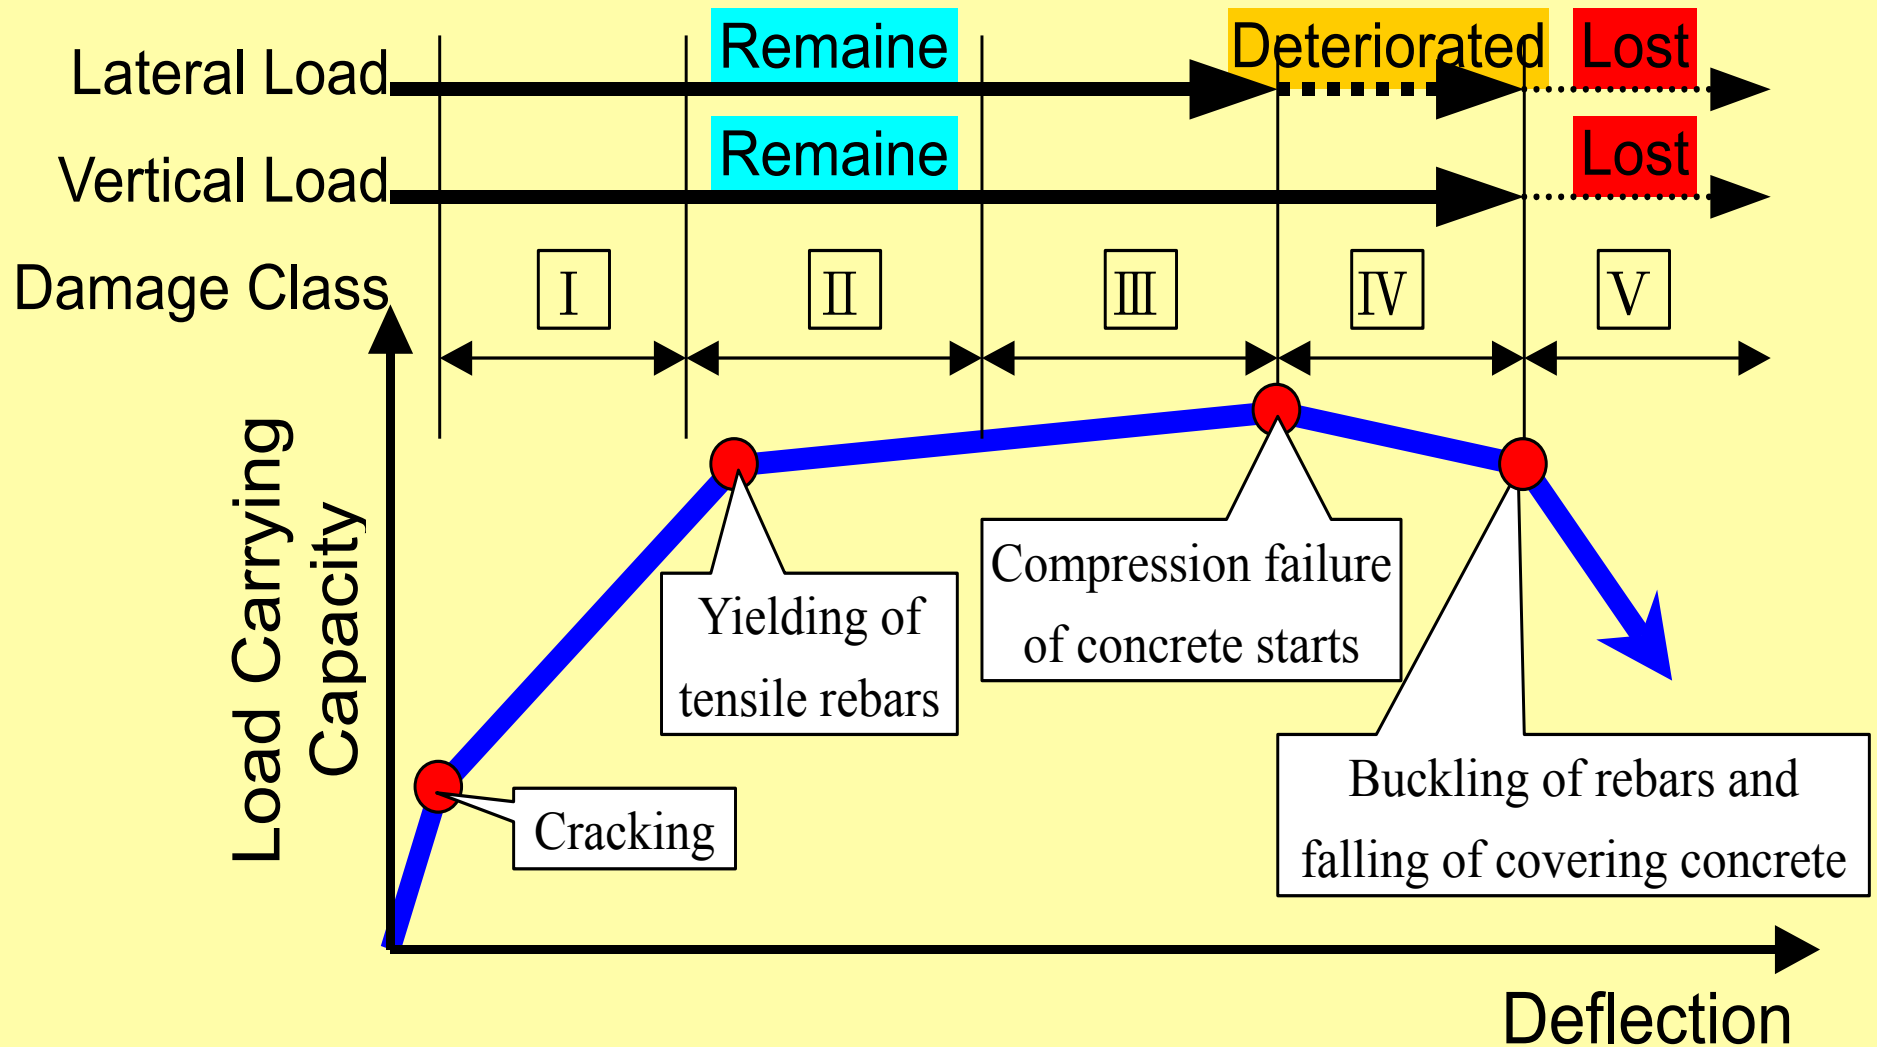 Remaine
Deteriorated
Lost
Lateral Load
Remaine
Lost
Vertical Load
Damage Class
Ⅰ
Ⅱ
Ⅲ
Ⅳ
Ⅴ
Load Carrying
Capacity
Cracking
Yielding of
tensile rebars
Compression failure
of concrete starts
Buckling of rebars and
falling of covering concrete
Deflection